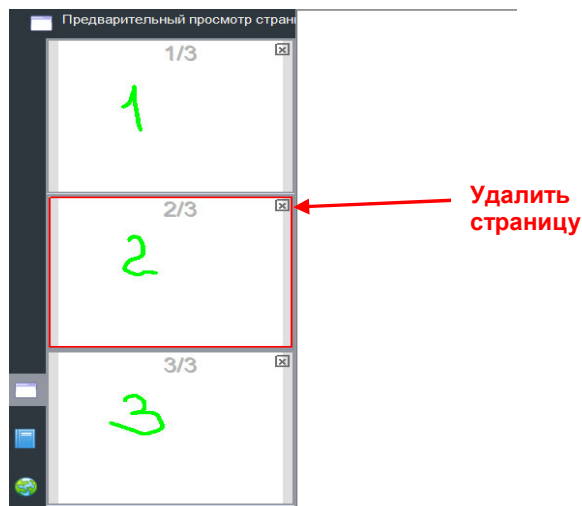 Предварительный просмотр стран
1/3
1
2/3
2
Удалить
страницу
3/3
3